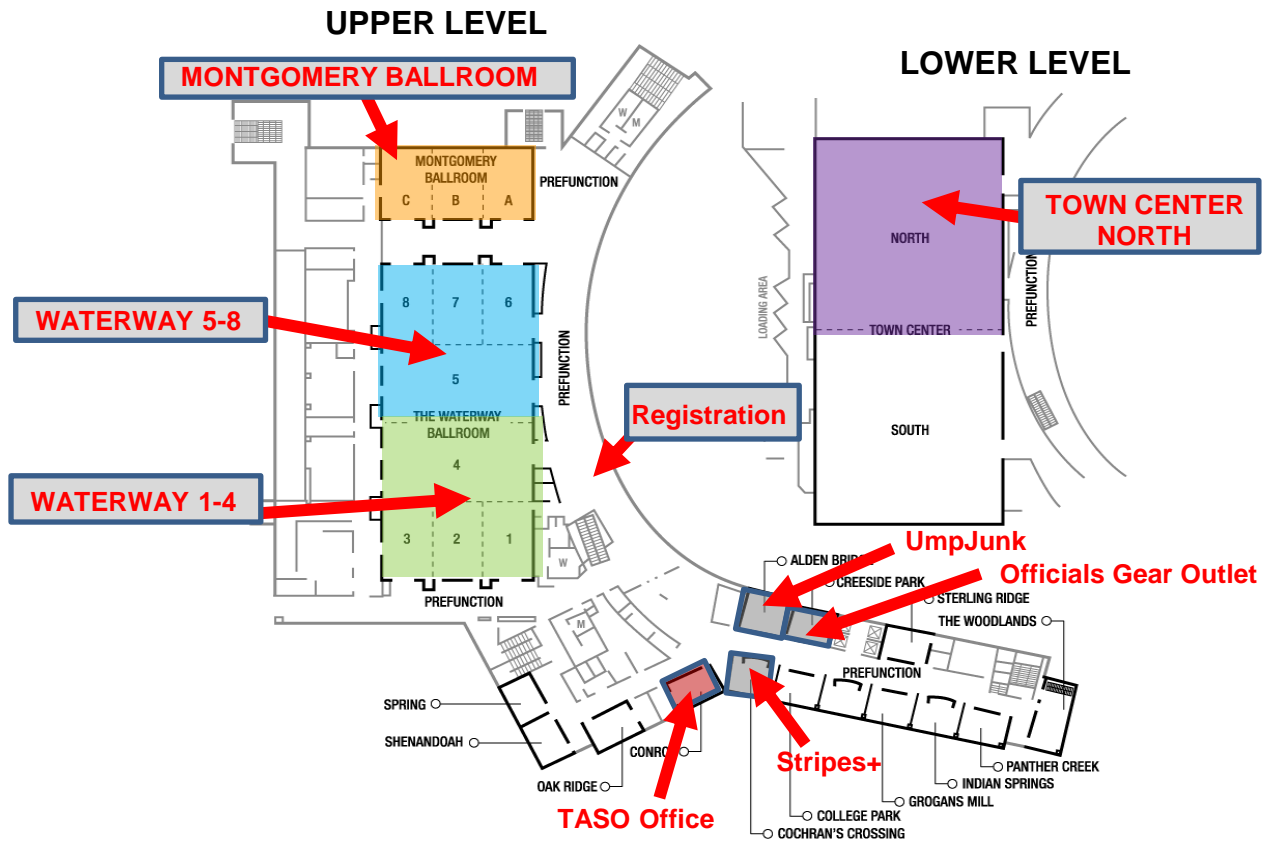 UPPER LEVEL
LOWER LEVEL
MONTGOMERY BALLROOM
MONTGOMERY
BALLROOM
C
B
A
PREFUNCTION
W
M
TOWN CENTER
NORTH
NORTH
PREFUNCTION
LOADING AREA
TOWN CENTER
SOUTH
WATERWAY 5-8
8
7
6
5
PREFUNCTION
THE WATERWAY
BALLROOM
Registration
WATERWAY 1-4
4
3
2
1
W
PREFUNCTION
M
UmpJunk
ALDEN BRIDGE
Officials Gear Outlet
CREESIDE PARK
STERLING RIDGE
THE WOODLANDS
PREFUNCTION
SPRING
SHENANDOAH
OAK RIDGE
CONRO
TASO Office
Stripes+
PANTHER CREEK
INDIAN SPRINGS
GROGANS MILL
COLLEGE PARK
COCHRAN'S CROSSING